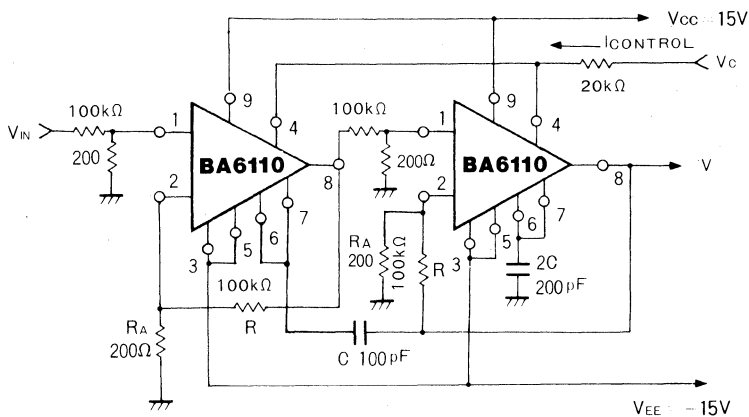 VCC - 15V
ICONTROL
VC
20kΩ
9
4
9
4
100kΩ
VIN
1
200
BA6110
2
8
7
6
5
3
100kΩ
1
200Ω
BA6110
2
8
V
7
6
5
3
RA
200
100kΩ
R
2C
200pF
100kΩ
R
RA
200Ω
C 100pF
VEE - 15V